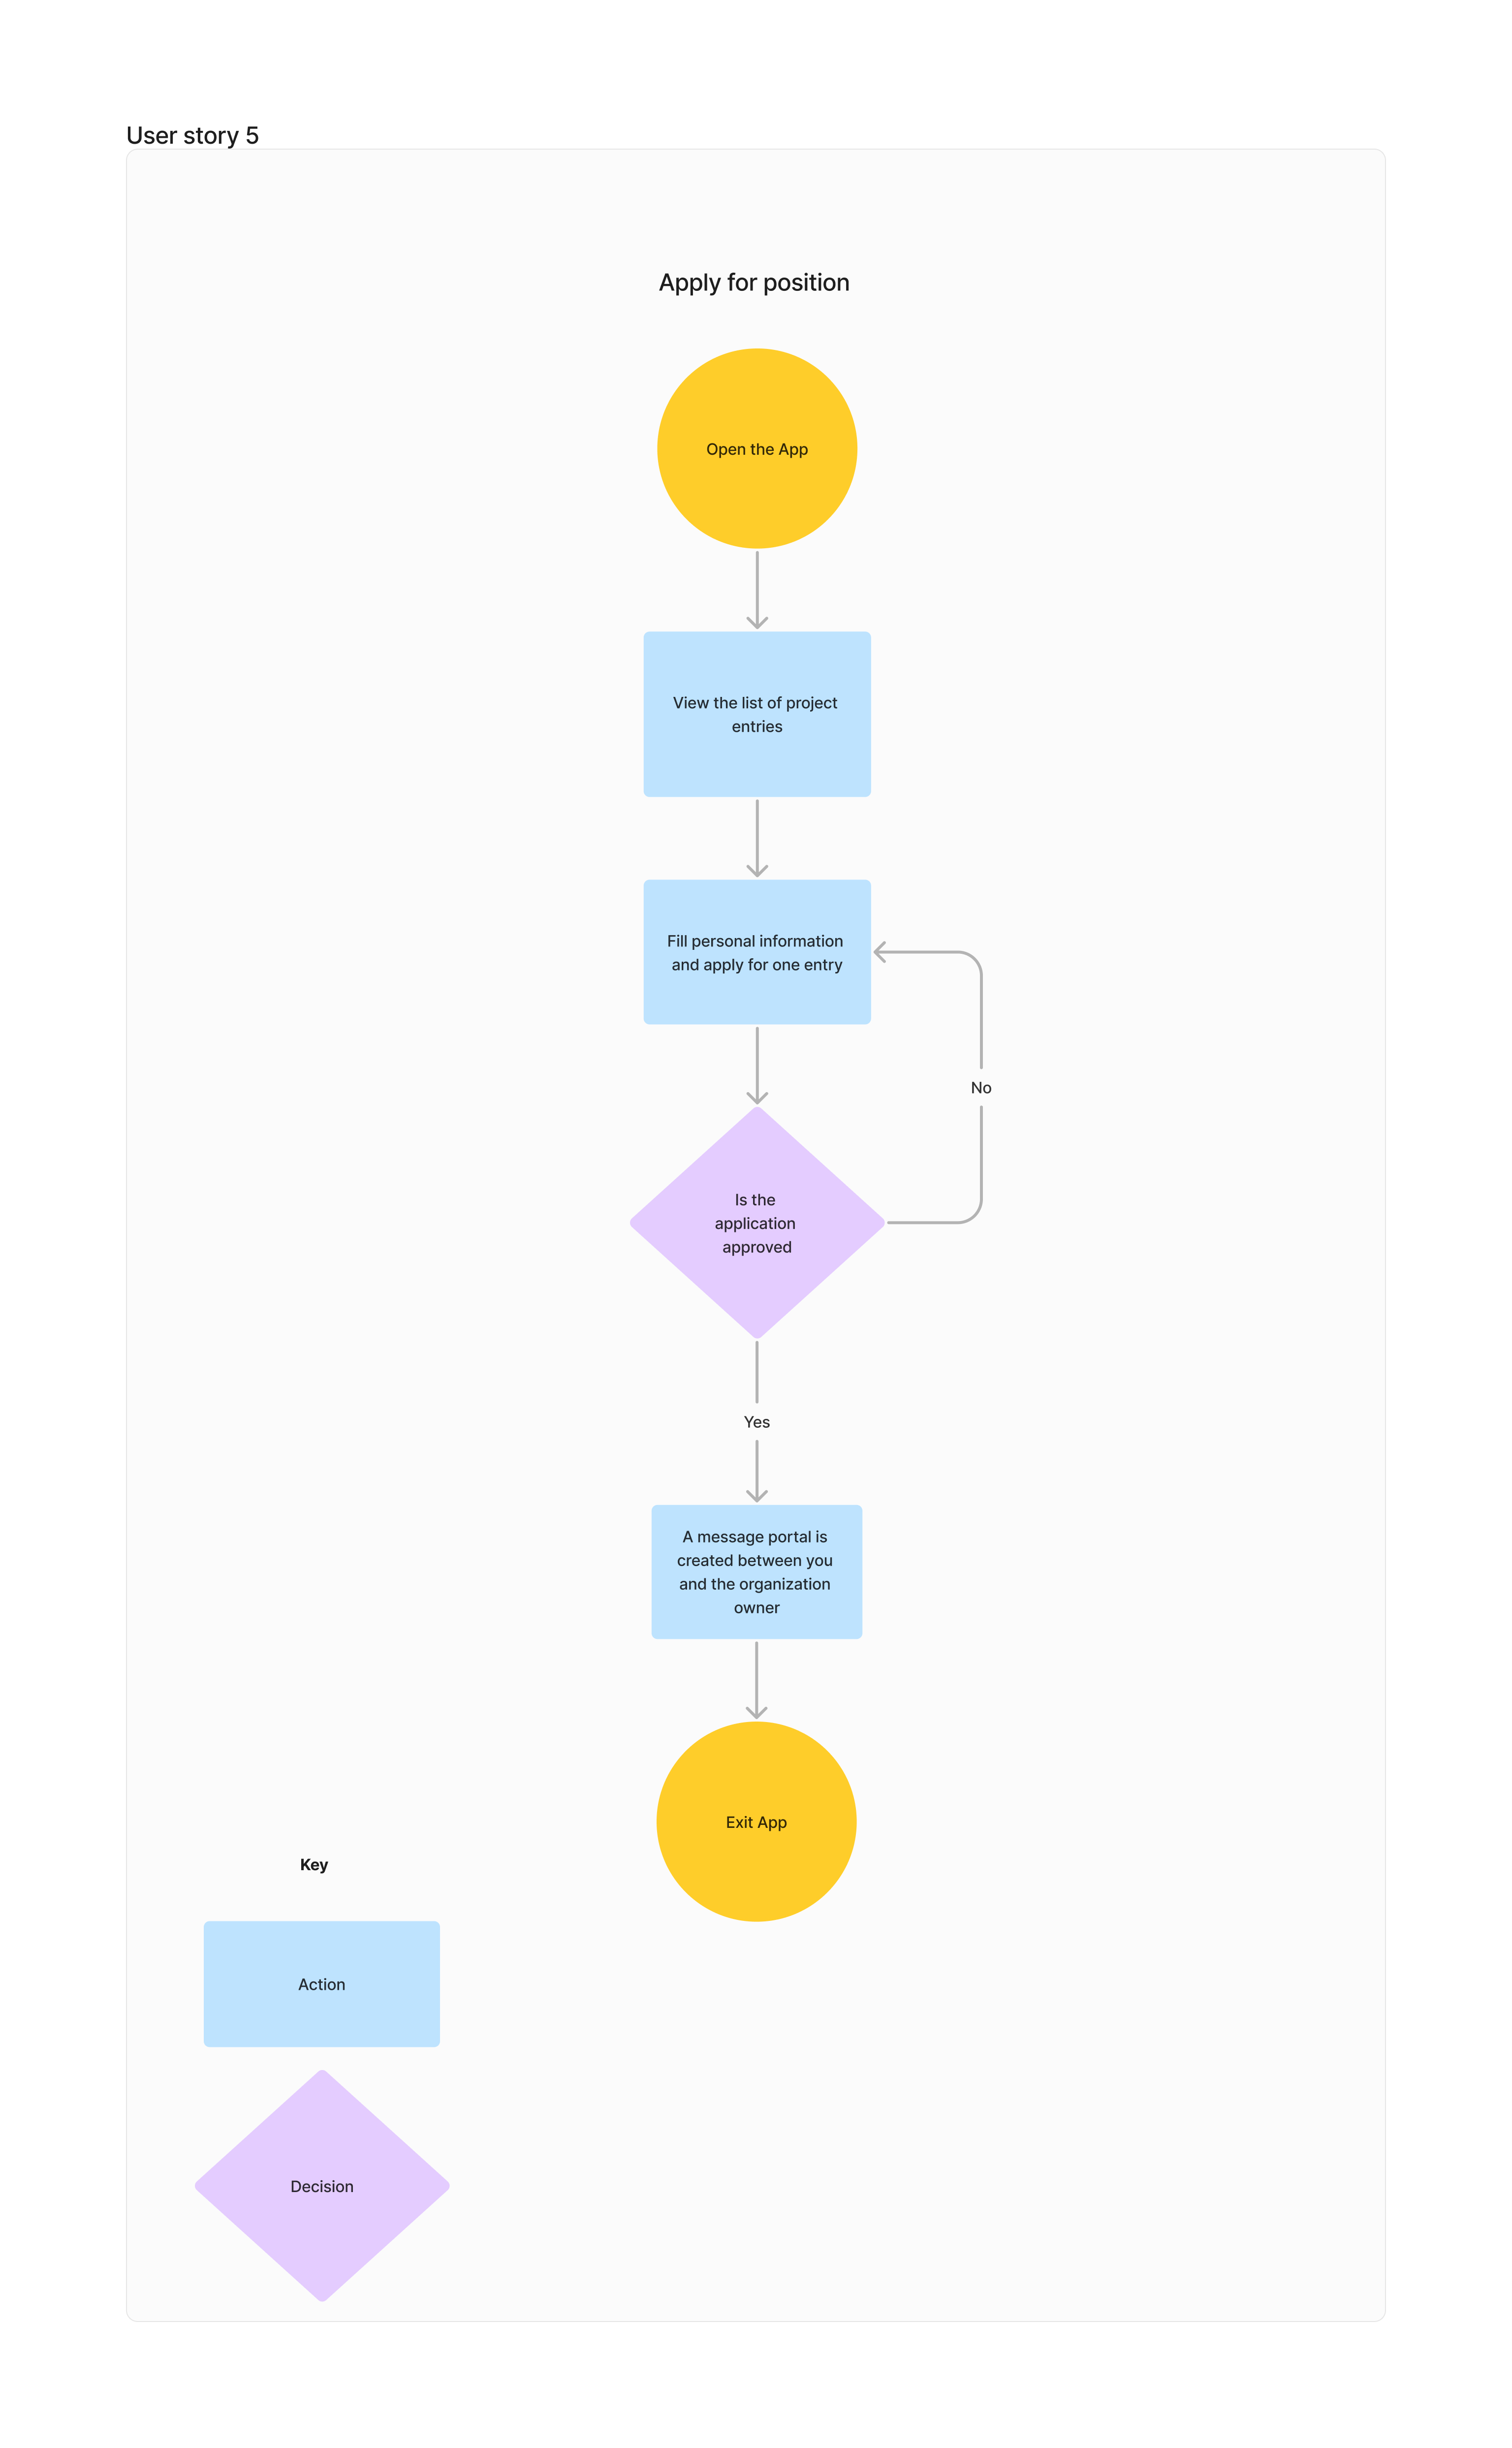 User story 5
Apply for position
Open the App
View the list of project
entries
Fill personal information
and apply for one entry
No
Is the
application
approved
Yes
A message portal is
created between you
and the organization
owner
Exit App
Key
Action
Decision